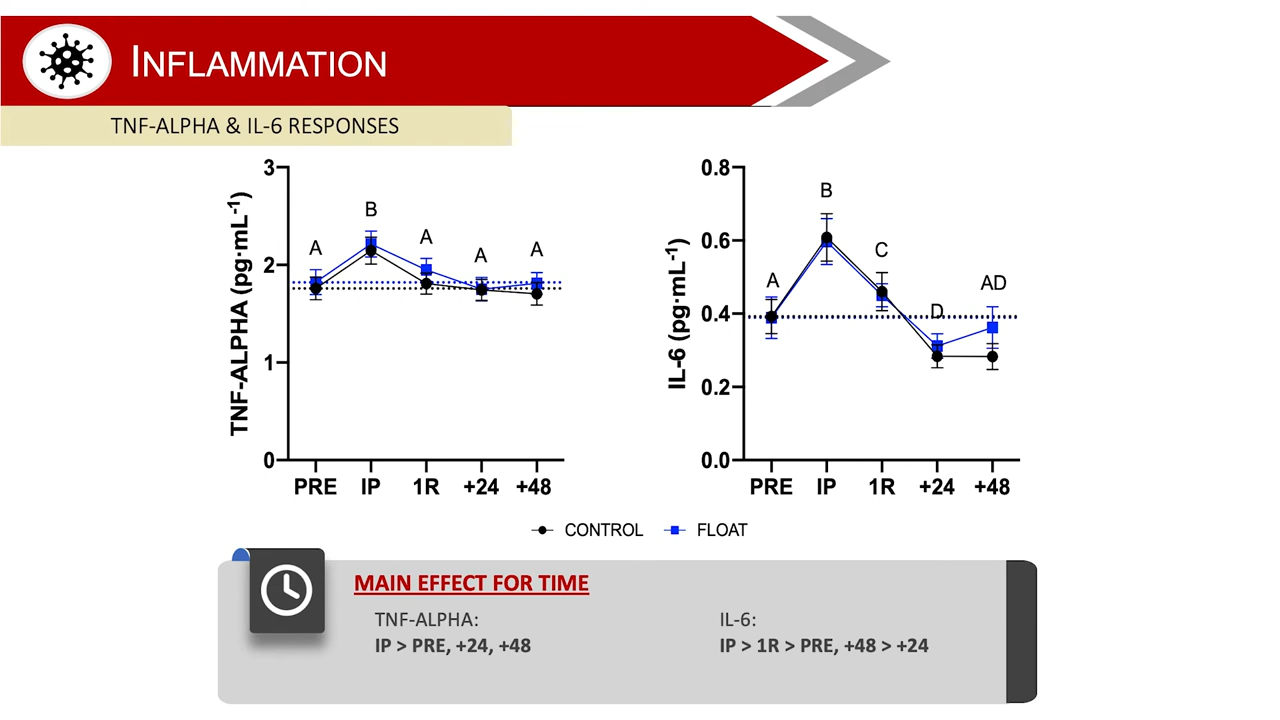 INFLAMMATION
TNF-ALPHA & IL-6 RESPONSES
TNF-ALPHA (pg·mL⁻¹)
3
2
1
0
A
B
A
A
A
PRE IP 1R +24 +48
IL-6 (pg·mL⁻¹)
0.8
0.6
0.4
0.2
0.0
A
B
C
D
AD
PRE IP 1R +24 +48
CONTROL FLOAT
MAIN EFFECT FOR TIME
TNF-ALPHA:
IP > PRE, +24, +48
IL-6:
IP > 1R > PRE, +48 > +24